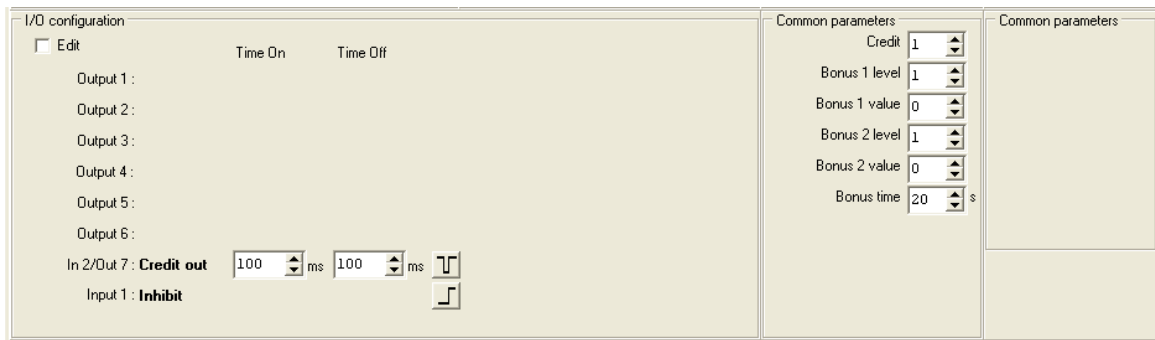 I/O configuration
Edit
Time On Time Off
Output 1 :
Output 2 :
Output 3 :
Output 4 :
Output 5 :
Output 6 :
In 2/Out 7 : Credit out 100 ms 100 ms
Input 1 : Inhibit
Common parameters
Credit 1
Bonus 1 level 1
Bonus 1 value 0
Bonus 2 level 1
Bonus 2 value 0
Bonus time 20 s
Common parameters